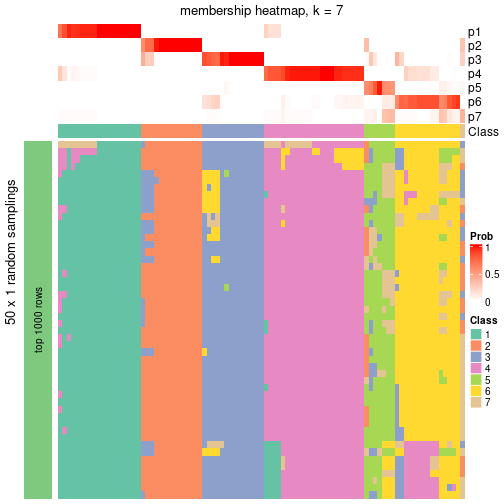 membership heatmap, k = 7
p1
p2
p3
p4
p5
p6
p7
Class
50 x 1 random samplings
top 1000 rows
Prob
1
0.5
0
Class
1
2
3
4
5
6
7